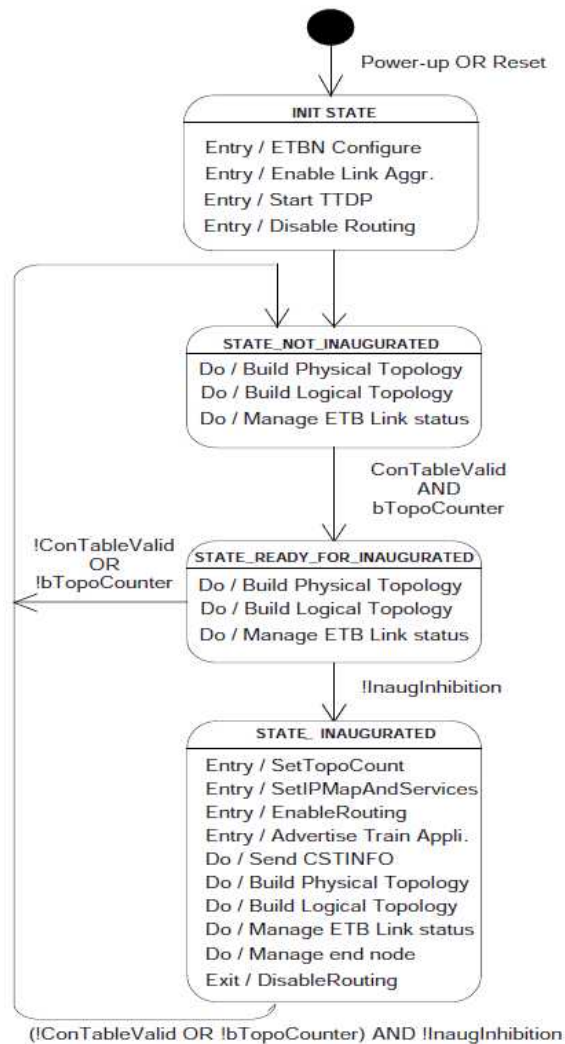 Power-up OR Reset
INIT STATE
Entry / ETBN Configure
Entry / Enable Link Aggr.
Entry / Start TTDP
Entry / Disable Routing
STATE_NOT_INAUGURATED
Do / Build Physical Topology
Do / Build Logical Topology
Do / Manage ETB Link status
ConTableValid
AND
bTopoCounter
!ConTableValid
OR
!bTopoCounter
STATE_READY_FOR_INAUGURATED
Do / Build Physical Topology
Do / Build Logical Topology
Do / Manage ETB Link status
!InaugInhibition
STATE_ INAUGURATED
Entry / SetTopoCount
Entry / SetIPMapAndServices
Entry / EnableRouting
Entry / Advertise Train Appli.
Do / Send CSTINFO
Do / Build Physical Topology
Do / Build Logical Topology
Do / Manage ETB Link status
Do / Manage end node
Exit / DisableRouting
(!ConTableValid OR !bTopoCounter) AND !InaugInhibition